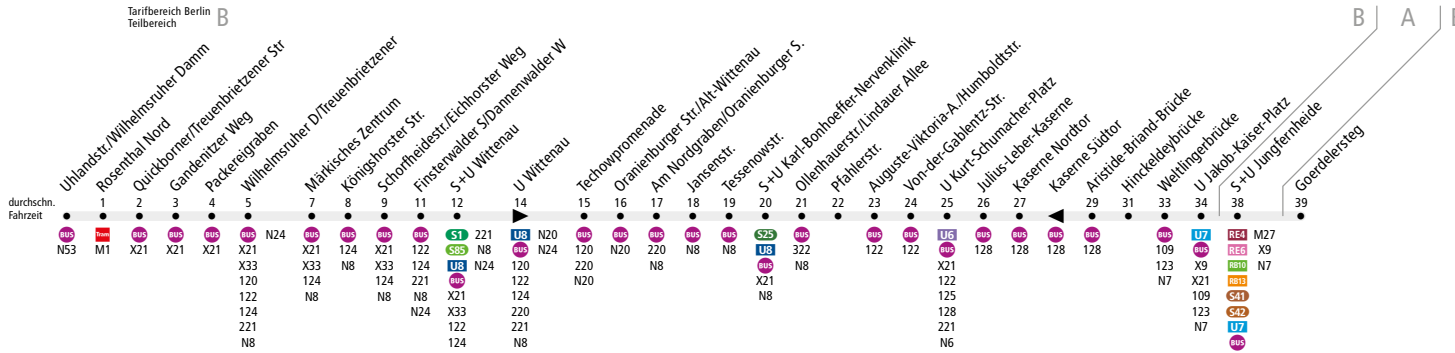 Tarifbereich Berlin
Teilbereich
B
B
A
Uhlandstr./Wilhelmsruher Damm
Rosenthal Nord
Quickborner/Treuenbrietzener Str
Gandenitzer Weg
Packereigraben
Wilhelmsruher D/Treuenbrietzener
Märkisches Zentrum
Königshorster Str.
Schorfheidestr./Eichhorster Weg
Finsterwalder S/Dannenwalder W
S+U Wittenau
U Wittenau
Techowpromenade
Oranienburger Str./Alt-Wittenau
Am Nordgraben/Oranienburger S.
Jansenstr.
Tessenowstr.
S+U Karl-Bonhoeffer-Nervenklinik
Ollenhauerstr./Lindauer Allee
Pfahlerstr.
Auguste-Viktoria-A./Humboldtstr.
Von-der-Gablentz-Str.
U Kurt-Schumacher-Platz
Julius-Leber-Kaserne
Kaserne Nordtor
Kaserne Südtor
Aristide-Briand-Brücke
Hinckeldeybrücke
Weltlingerbrücke
U Jakob-Kaiser-Platz
S+U Jungfernheide
Goerdelersteg
durchschn.
Fahrzeit
1 2 3 4 5 7 8 9 11 12 14 15 16 17 18 19 20 21 22 23 24 25 26 27 29 31 33 34 38 39
BUS
N53
Tram
M1
BUS
X21
BUS
X21
BUS
X21
BUS N24
X21
X33
120
122
124
221
N8
BUS
X21
X33
124
N8
BUS
124
N8
BUS
X21
X33
124
N8
BUS
122
124
221
N8
N24
S1 221
S85 N8
U8 N24
BUS
X21
X33
122
124
U8 N20
BUS N24
120
122
124
220
221
N8
BUS
120
220
N20
BUS
N20
BUS
220
N8
BUS
N8
BUS
N8
S25
U8
BUS
X21
N8
BUS
322
N8
BUS
122
BUS
122
U6
BUS
X21
122
125
128
221
N6
BUS
128
BUS
128
BUS
128
BUS
128
BUS
109
123
N7
U7
BUS
X9
X21
109
123
N7
RE4 M27
RE6 X9
RB10 N7
RB13
S41
S42
U7
BUS